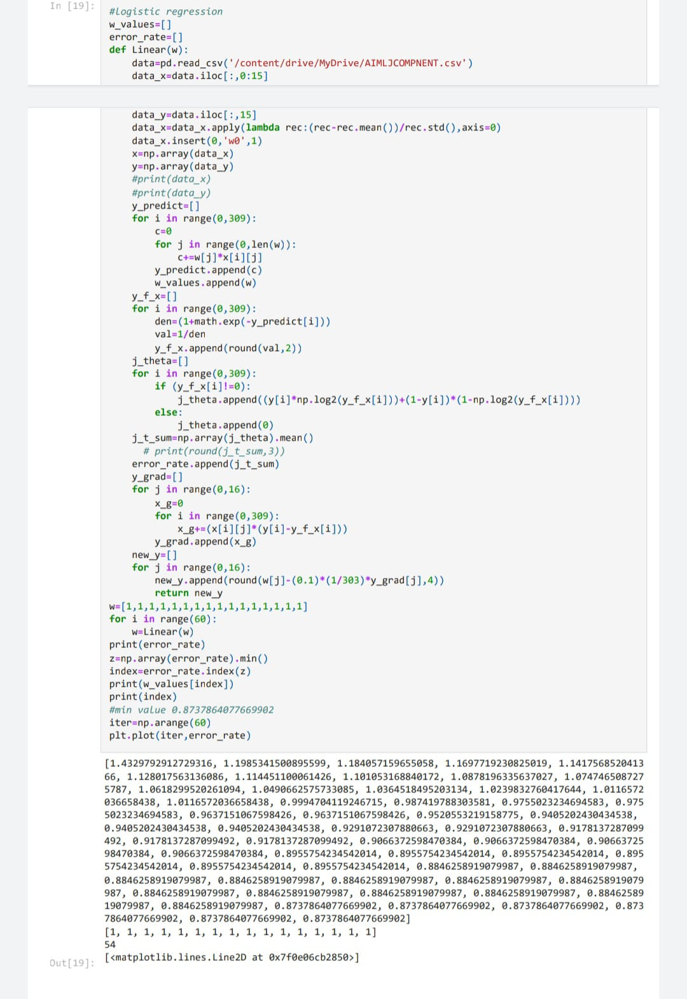 In [19]:
#Logistic regression
w_values=[]
error_rate=[]
def Linear(w):
    data=pd.read_csv('/content/drive/MyDrive/AIMLJCOMPNENT.csv')
    data_x=data.iloc[:,0:15]
    data_y=data.iloc[:,15]
    data_x=data_x.apply(lambda rec:(rec-rec.mean())/rec.std(),axis=0)
    data_x.insert(0,'w0',1)
    x=np.array(data_x)
    y=np.array(data_y)
    #print(data_x)
    #print(data_y)
    y_predict=[]
    for i in range(0,309):
        c=0
        for j in range(0,len(w)):
            c+=w[j]*x[i][j]
        y_predict.append(c)
        w_values.append(w)
    y_f_x=[]
    for i in range(0,309):
        den=(1+math.exp(-y_predict[i]))
        val=1/den
        y_f_x.append(round(val,2))
    j_theta=[]
    for i in range(0,309):
        if (y_f_x[i]!=0):
            j_theta.append((y[i]*np.log2(y_f_x[i]))+(1-y[i])*(1-np.log2(y_f_x[i])))
        else:
            j_theta.append(0)
    j_t_sum=np.array(j_theta).mean()
      # print(round(j_t_sum,3))
    error_rate.append(j_t_sum)
    y_grad=[]
    for j in range(0,16):
        x_g=0
        for i in range(0,309):
            x_g+=(x[i][j]*(y[i]-y_f_x[i]))
        y_grad.append(x_g)
    new_y=[]
    for j in range(0,16):
        new_y.append(round(w[j]-(0.1)*(1/303)*y_grad[j],4))
        return new_y
w=[1,1,1,1,1,1,1,1,1,1,1,1,1,1,1,1]
for i in range(60):
    w=Linear(w)
print(error_rate)
z=np.array(error_rate).min()
index=error_rate.index(z)
print(w_values[index])
print(index)
#min value 0.8737864077669902
iter=np.arange(60)
plt.plot(iter,error_rate)
[1.4329792912729316, 1.1985341500895599, 1.184057159655058, 1.1697719230825019, 1.1417568520413
66, 1.128017563136086, 1.114451100061426, 1.101053168840172, 1.0878196335637027, 1.074746508727
5787, 1.0618299520261094, 1.0490662575733085, 1.0364518495203134, 1.0239832760417644, 1.0116572
036658438, 1.0116572036658438, 0.9994704119246715, 0.987419788303581, 0.9755023234694583, 0.975
5023234694583, 0.9637151067598426, 0.9637151067598426, 0.9520553219158775, 0.9405202430434538,
0.9405202430434538, 0.9405202430434538, 0.9291072307880663, 0.9291072307880663, 0.9178137287099
492, 0.9178137287099492, 0.9178137287099492, 0.9066372598470384, 0.9066372598470384, 0.90663725
98470384, 0.9066372598470384, 0.8955754234542014, 0.8955754234542014, 0.8955754234542014, 0.895
5754234542014, 0.8955754234542014, 0.8955754234542014, 0.8846258919079987, 0.8846258919079987,
0.8846258919079987, 0.8846258919079987, 0.8846258919079987, 0.8846258919079987, 0.8846258919079
987, 0.8846258919079987, 0.8846258919079987, 0.8846258919079987, 0.8846258919079987, 0.88462589
19079987, 0.8846258919079987, 0.8737864077669902, 0.8737864077669902, 0.8737864077669902, 0.873
7864077669902, 0.8737864077669902, 0.8737864077669902]
[1, 1, 1, 1, 1, 1, 1, 1, 1, 1, 1, 1, 1, 1, 1, 1]
54
Out[19]: [<matplotlib.lines.Line2D at 0x7f0e06cb2850>]